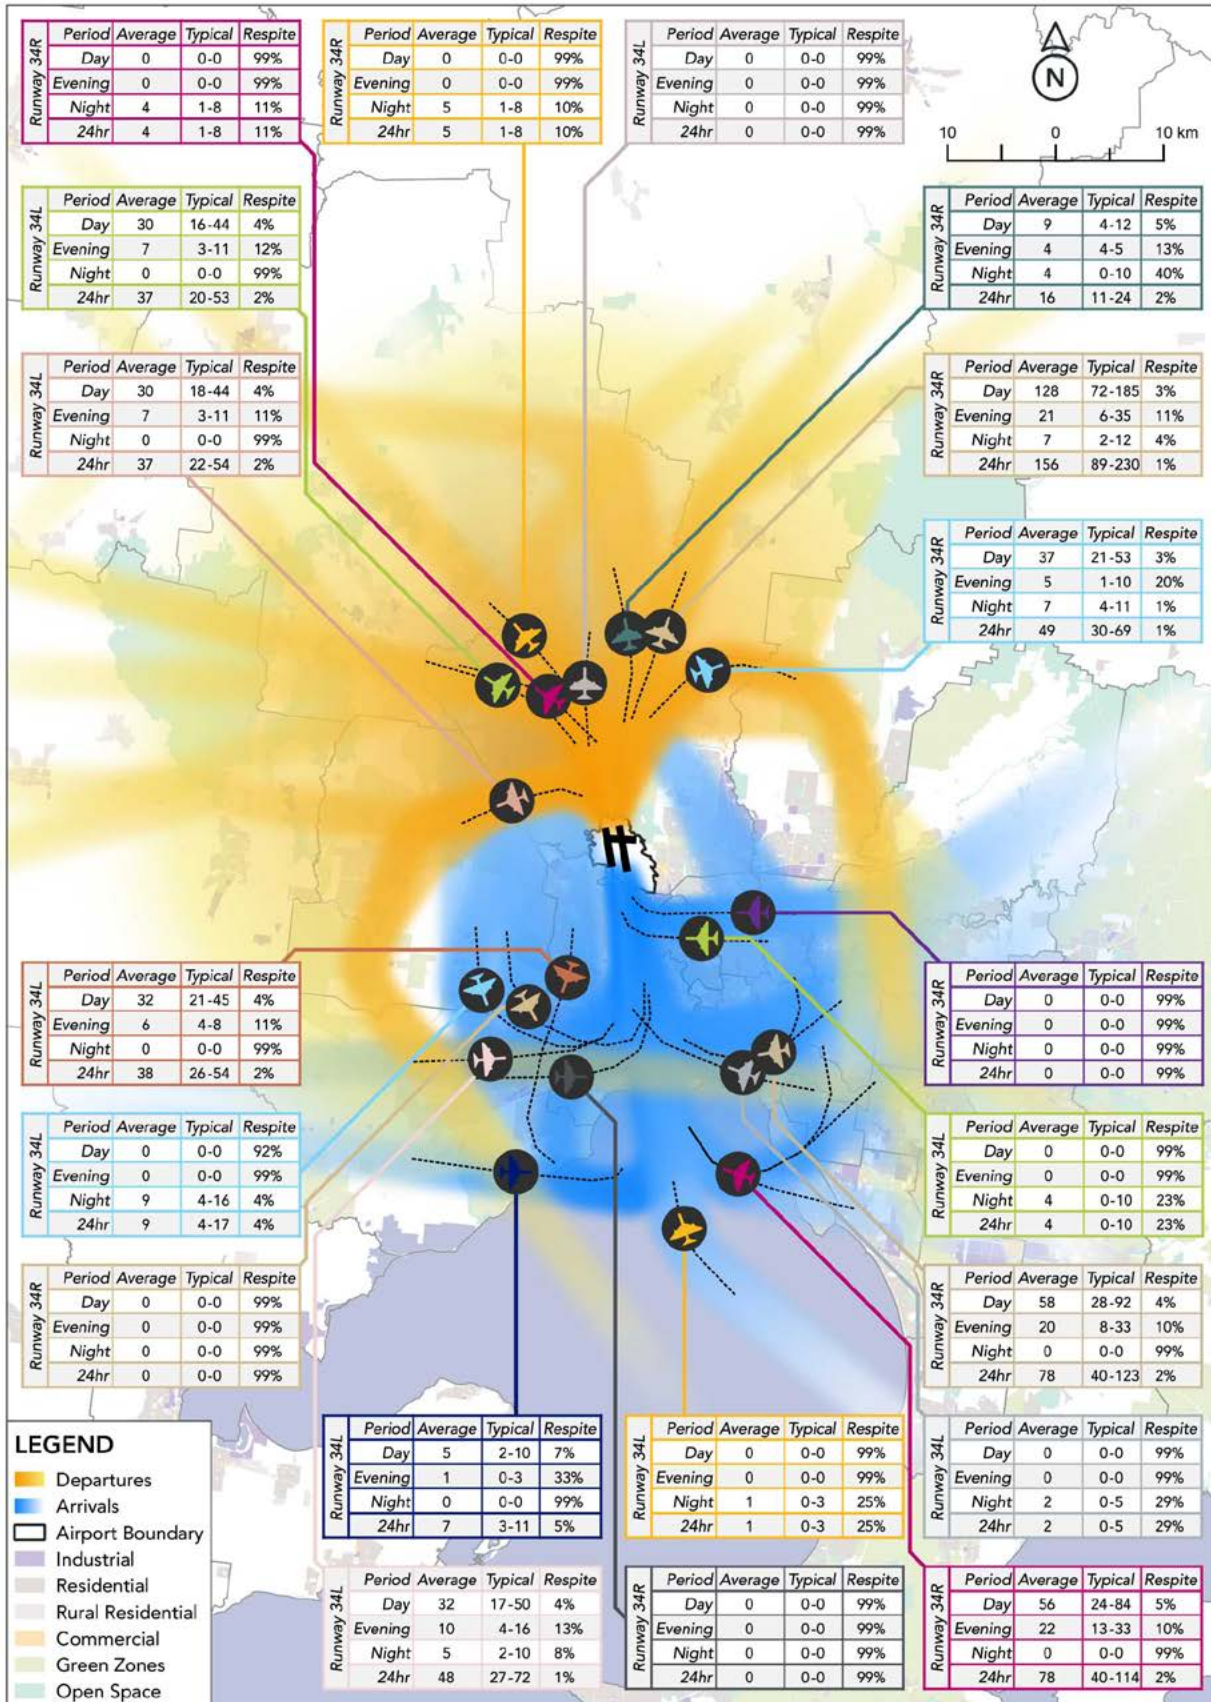 Runway 34R
Period Average Typical Respite
Day 0 0-0 99%
Evening 0 0-0 99%
Night 4 1-8 11%
24hr 4 1-8 11%
Runway 34R
Period Average Typical Respite
Day 0 0-0 99%
Evening 0 0-0 99%
Night 5 1-8 10%
24hr 5 1-8 10%
Runway 34L
Period Average Typical Respite
Day 0 0-0 99%
Evening 0 0-0 99%
Night 0 0-0 99%
24hr 0 0-0 99%
N
10 0 10 km
Runway 34L
Period Average Typical Respite
Day 30 16-44 4%
Evening 7 3-11 12%
Night 0 0-0 99%
24hr 37 20-53 2%
Runway 34R
Period Average Typical Respite
Day 9 4-12 5%
Evening 4 4-5 13%
Night 4 0-10 40%
24hr 16 11-24 2%
Runway 34L
Period Average Typical Respite
Day 30 18-44 4%
Evening 7 3-11 11%
Night 0 0-0 99%
24hr 37 22-54 2%
Runway 34R
Period Average Typical Respite
Day 128 72-185 3%
Evening 21 6-35 11%
Night 7 2-12 4%
24hr 156 89-230 1%
Runway 34R
Period Average Typical Respite
Day 37 21-53 3%
Evening 5 1-10 20%
Night 7 4-11 1%
24hr 49 30-69 1%
Runway 34L
Period Average Typical Respite
Day 32 21-45 4%
Evening 6 4-8 11%
Night 0 0-0 99%
24hr 38 26-54 2%
Runway 34R
Period Average Typical Respite
Day 0 0-0 99%
Evening 0 0-0 99%
Night 0 0-0 99%
24hr 0 0-0 99%
Runway 34L
Period Average Typical Respite
Day 0 0-0 92%
Evening 0 0-0 99%
Night 9 4-16 4%
24hr 9 4-17 4%
Runway 34L
Period Average Typical Respite
Day 0 0-0 99%
Evening 0 0-0 99%
Night 4 0-10 23%
24hr 4 0-10 23%
Runway 34R
Period Average Typical Respite
Day 0 0-0 99%
Evening 0 0-0 99%
Night 0 0-0 99%
24hr 0 0-0 99%
Runway 34R
Period Average Typical Respite
Day 58 28-92 4%
Evening 20 8-33 10%
Night 0 0-0 99%
24hr 78 40-123 2%
Runway 34L
Period Average Typical Respite
Day 5 2-10 7%
Evening 1 0-3 33%
Night 0 0-0 99%
24hr 7 3-11 5%
Runway 34L
Period Average Typical Respite
Day 0 0-0 99%
Evening 0 0-0 99%
Night 1 0-3 25%
24hr 1 0-3 25%
Runway 34L
Period Average Typical Respite
Day 0 0-0 99%
Evening 0 0-0 99%
Night 2 0-5 29%
24hr 2 0-5 29%
Runway 34L
Period Average Typical Respite
Day 32 17-50 4%
Evening 10 4-16 13%
Night 5 2-10 8%
24hr 48 27-72 1%
Runway 34R
Period Average Typical Respite
Day 0 0-0 99%
Evening 0 0-0 99%
Night 0 0-0 99%
24hr 0 0-0 99%
Runway 34R
Period Average Typical Respite
Day 56 24-84 5%
Evening 22 13-33 10%
Night 0 0-0 99%
24hr 78 40-114 2%
LEGEND
Departures
Arrivals
Airport Boundary
Industrial
Residential
Rural Residential
Commercial
Green Zones
Open Space